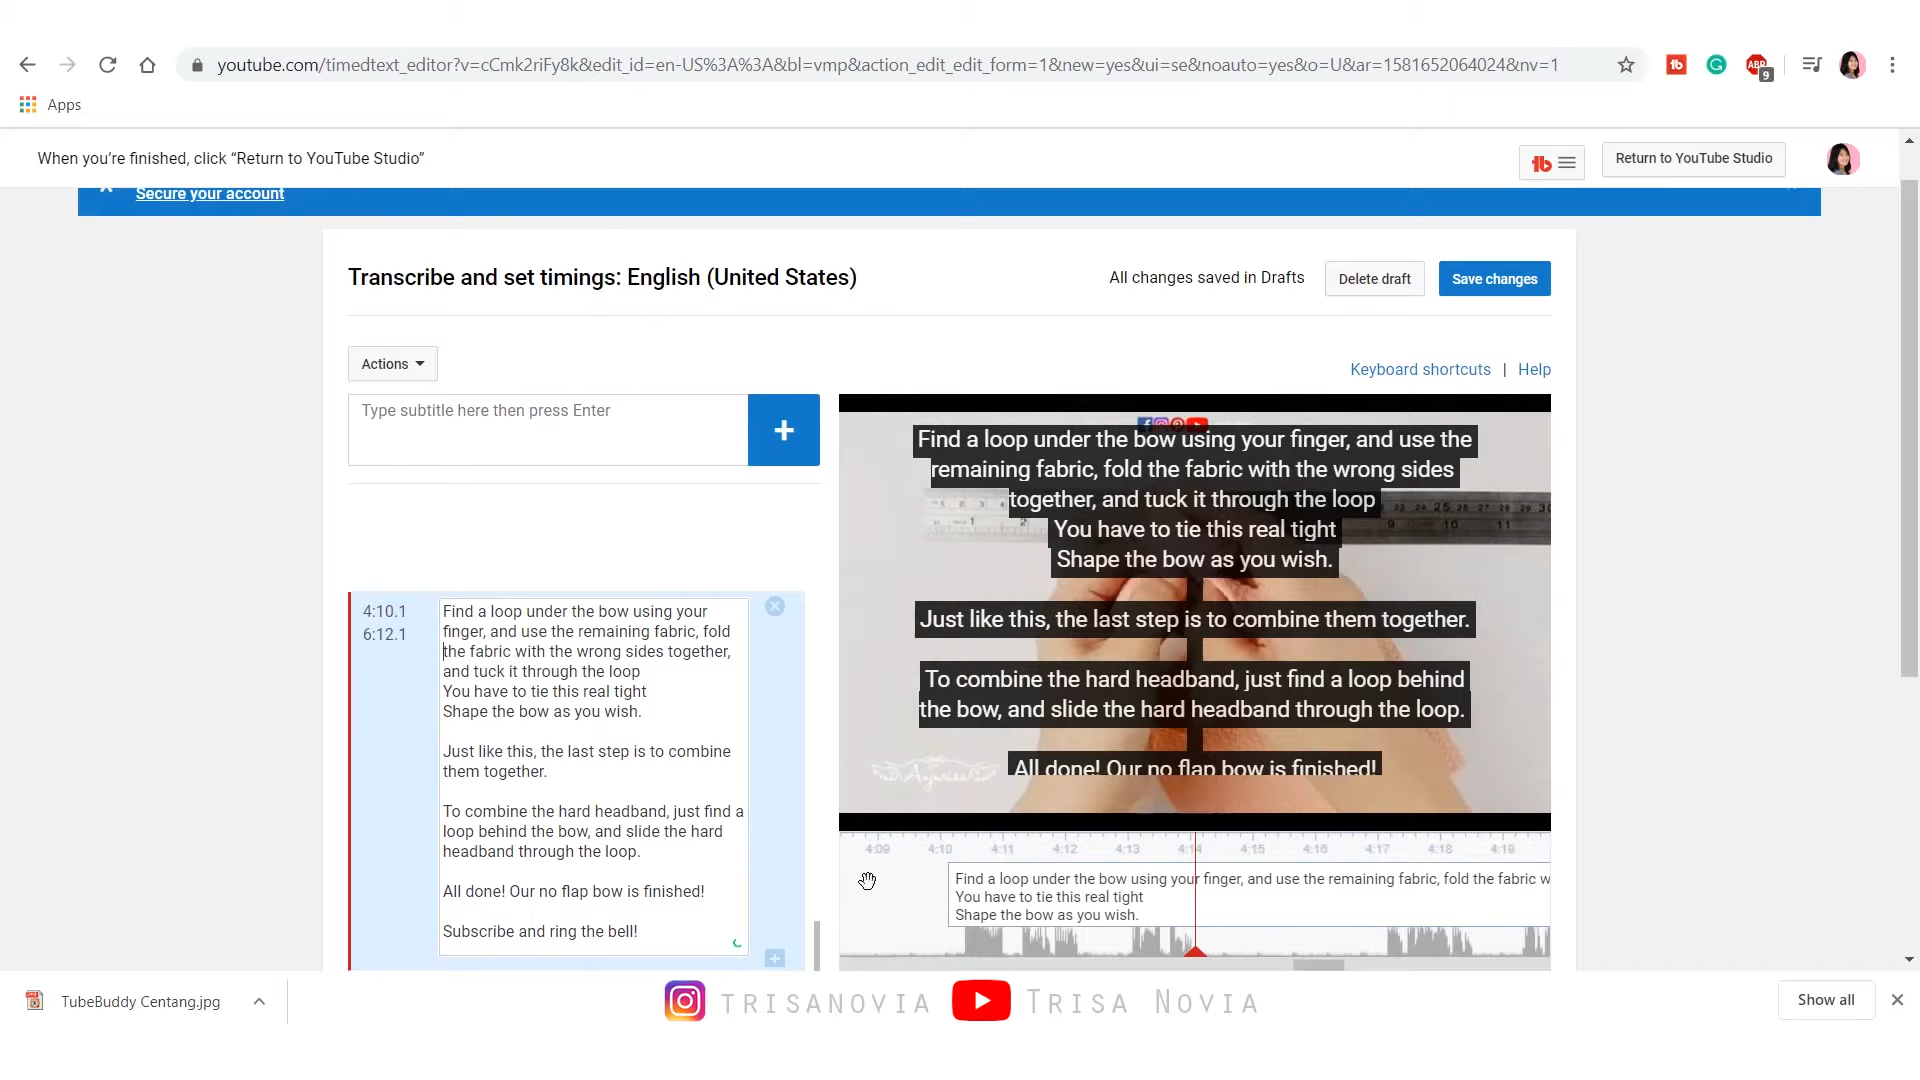 youtube.com/timedtext_editor?v=cCmk2riFy8k&edit_id=en-US%3A%3A&bl=vmp&action_edit_edit_form=1&new=yes&ui=se&noauto=yes&o=U&ar=1581652064024&nv=1
ABP
9
Apps
When you're finished, click “Return to YouTube Studio”
Return to YouTube Studio
Secure your account
Transcribe and set timings: English (United States)
All changes saved in Drafts
Delete draft
Save changes
Actions
Keyboard shortcuts | Help
Type subtitle here then press Enter
+
4:10.1
6:12.1
Find a loop under the bow using your
finger, and use the remaining fabric, fold
the fabric with the wrong sides together,
and tuck it through the loop
You have to tie this real tight
Shape the bow as you wish.
Just like this, the last step is to combine
them together.
To combine the hard headband, just find a
loop behind the bow, and slide the hard
headband through the loop.
All done! Our no flap bow is finished!
Subscribe and ring the bell!
Find a loop under the bow using your finger, and use the
remaining fabric, fold the fabric with the wrong sides
together, and tuck it through the loop
You have to tie this real tight
Shape the bow as you wish.
Just like this, the last step is to combine them together.
To combine the hard headband, just find a loop behind
the bow, and slide the hard headband through the loop.
All done! Our no flap bow is finished!
4:09 4:10 4:11 4:12 4:13 4:14 4:15 4:16 4:17 4:18 4:19
Find a loop under the bow using your finger, and use the remaining fabric, fold the fabric w
You have to tie this real tight
Shape the bow as you wish.
TubeBuddy Centang.jpg
TRISANOVIA
TRISA NOVIA
Show all